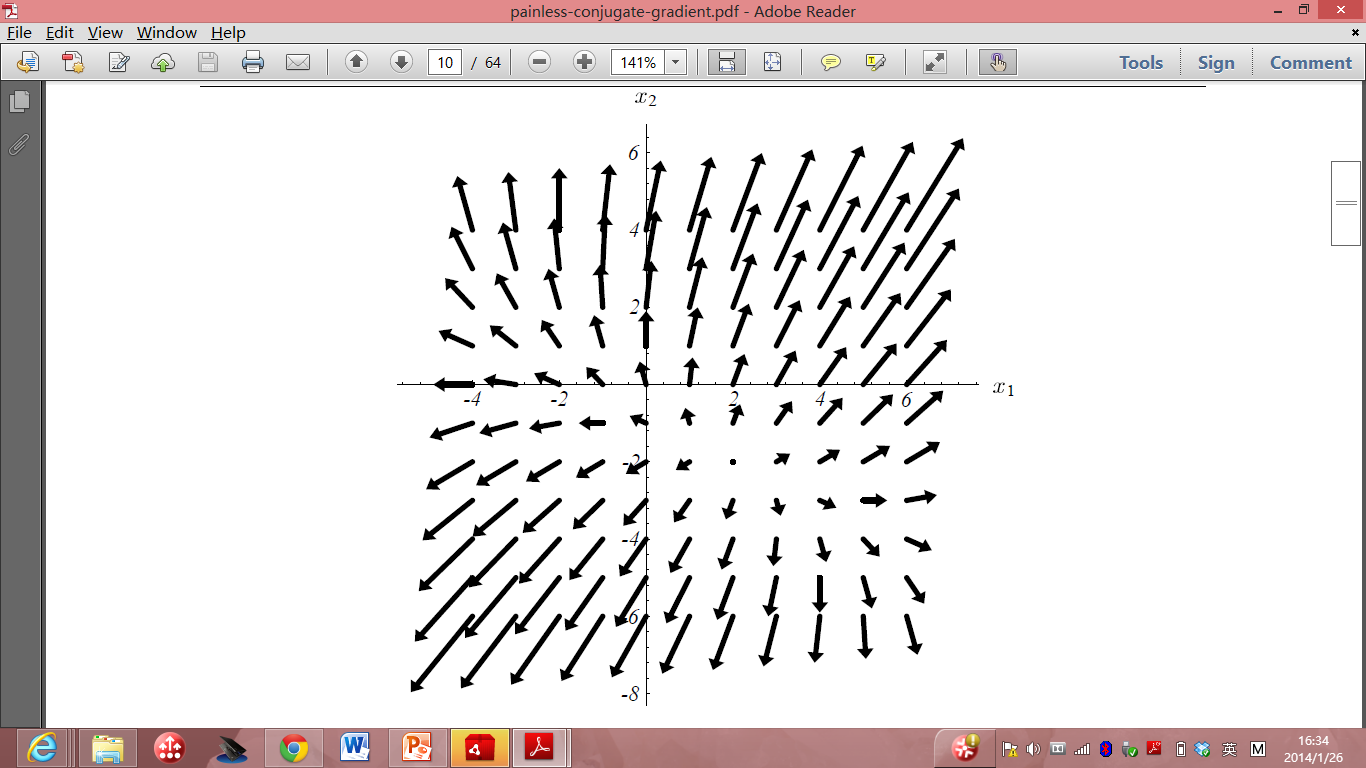 painless-conjugate-gradient.pdf - Adobe Reader
File Edit View Window Help
10 / 64 141% Tools Sign Comment
x2
6
4
2
-4 -2 2 4 6 x1
-2
-4
-6
-8
英 M 16:34
2014/1/26